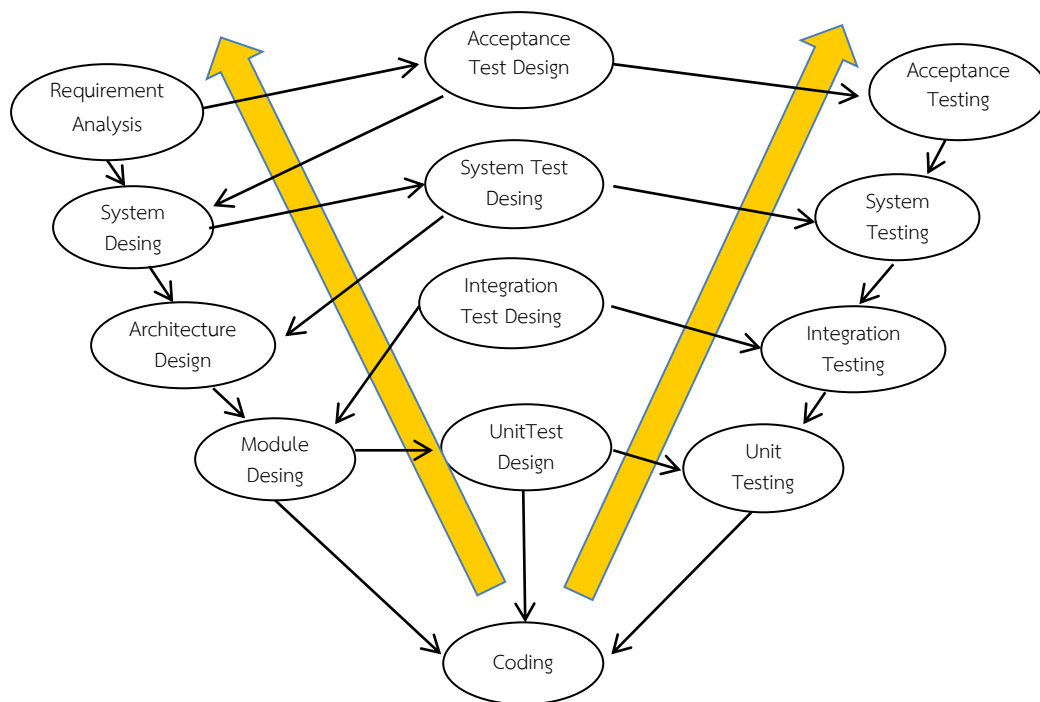 Acceptance
Test Design
Requirement
Analysis
Acceptance
Testing
System Test
Desing
System
Desing
System
Testing
Integration
Test Desing
Architecture
Design
Integration
Testing
UnitTest
Design
Module
Desing
Unit
Testing
Coding